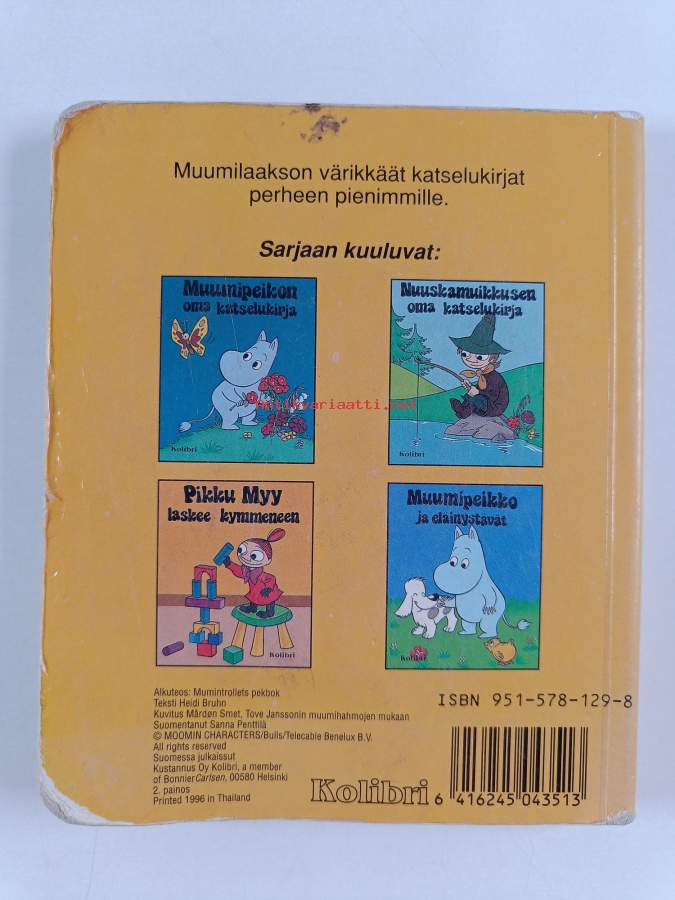 Muumilaakson värikkäät katselukirjat
perheen pienimmille.
Sarjaan kuuluvat:
Muumipeikon
oma katselukirja
Kolibri
Nuuskamuikkusen
oma katselukirja
Kolibri
Antikvariaatti.net
Pikku Myy
laskee kymmeneen
Kolibri
Muumipeikko
ja eläinystävät
Kolibri
Alkuteos: Mumintrollets pekbok
Teksti Heidi Bruhn
Kuvitus Mårdøn Smet, Tove Janssonin muumihahmojen mukaan
Suomentanut Sanna Penttilä
© MOOMIN CHARACTERS/Bulls/Telecable Benelux B.V.
All rights reserved
Suomessa julkaissut
Kustannus Oy Kolibri, a member
of BonnierCarlsen, 00580 Helsinki
2. painos
Printed 1996 in Thailand
Kolibri
ISBN 951-578-129-8
6 416245 043513